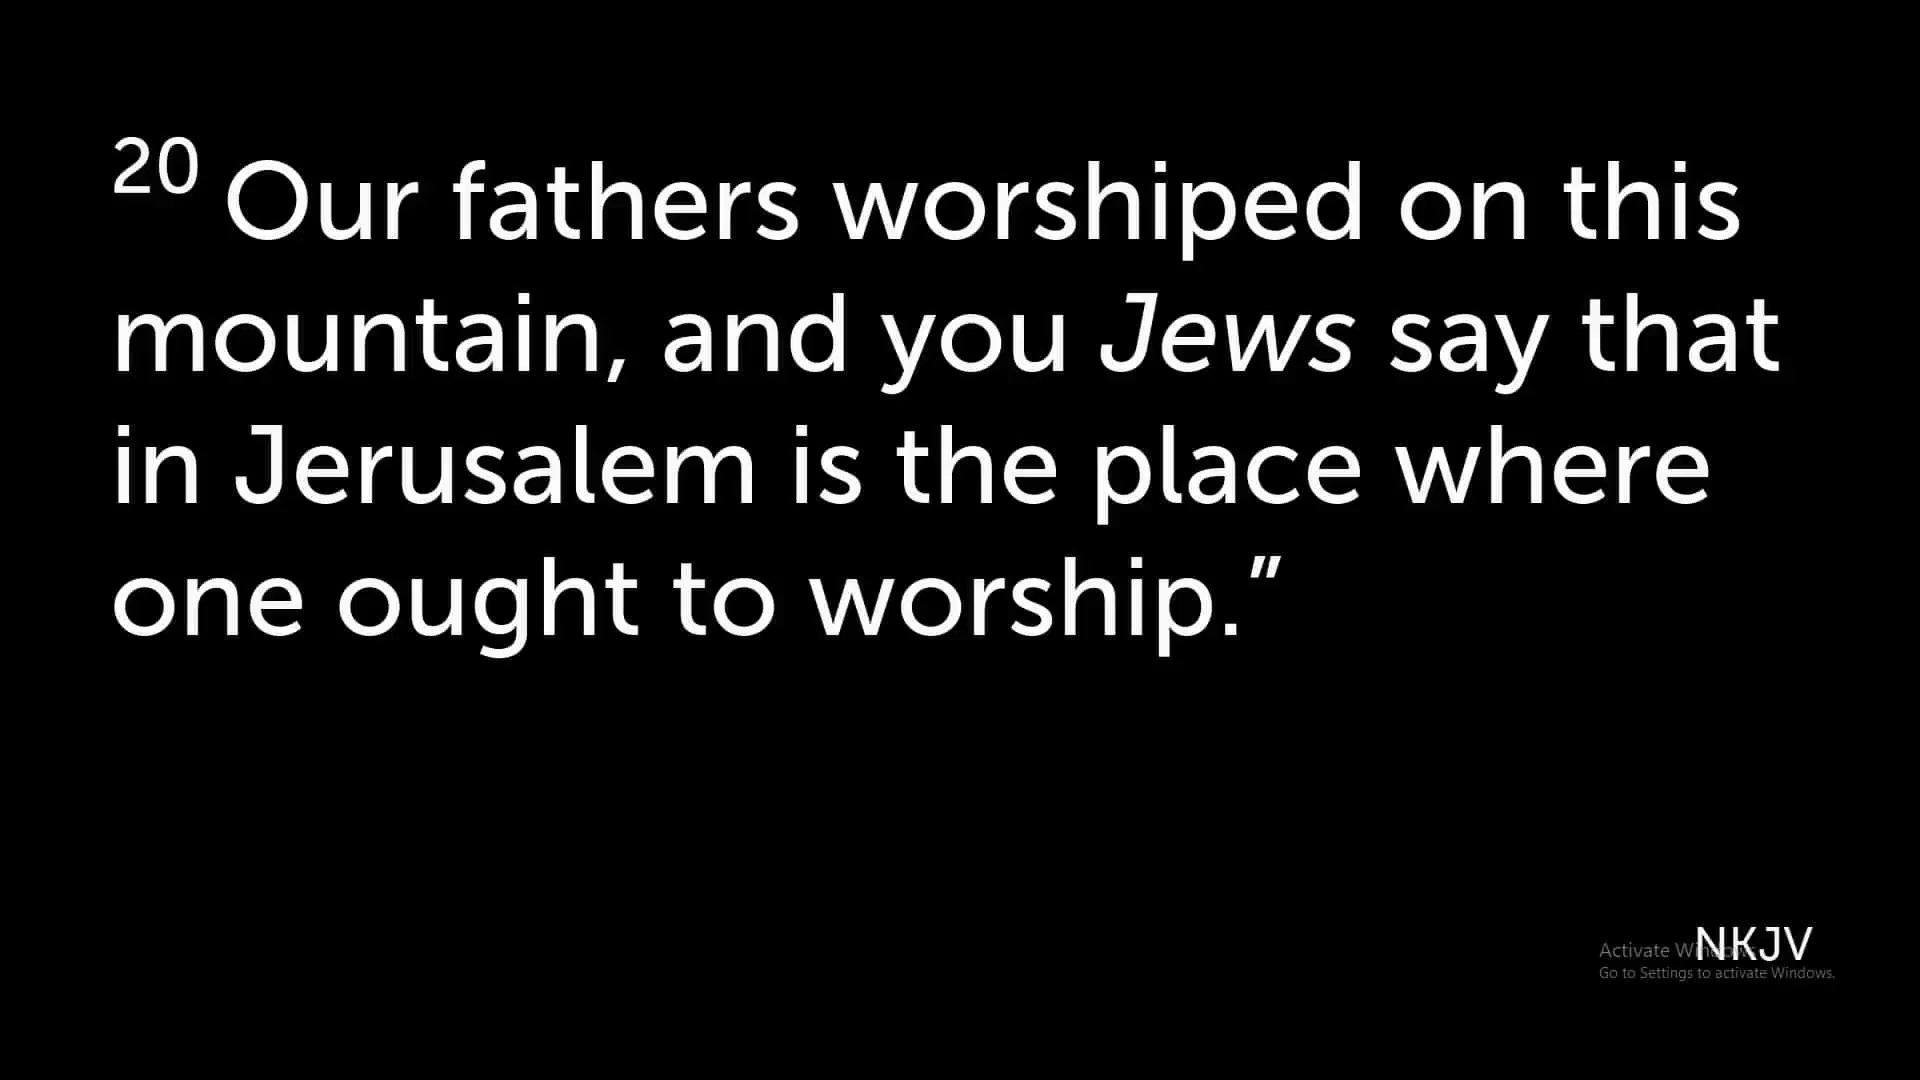 20 Our fathers worshiped on this
mountain, and you Jews say that
in Jerusalem is the place where
one ought to worship.”
NKJV
Activate Windows
Go to Settings to activate Windows.